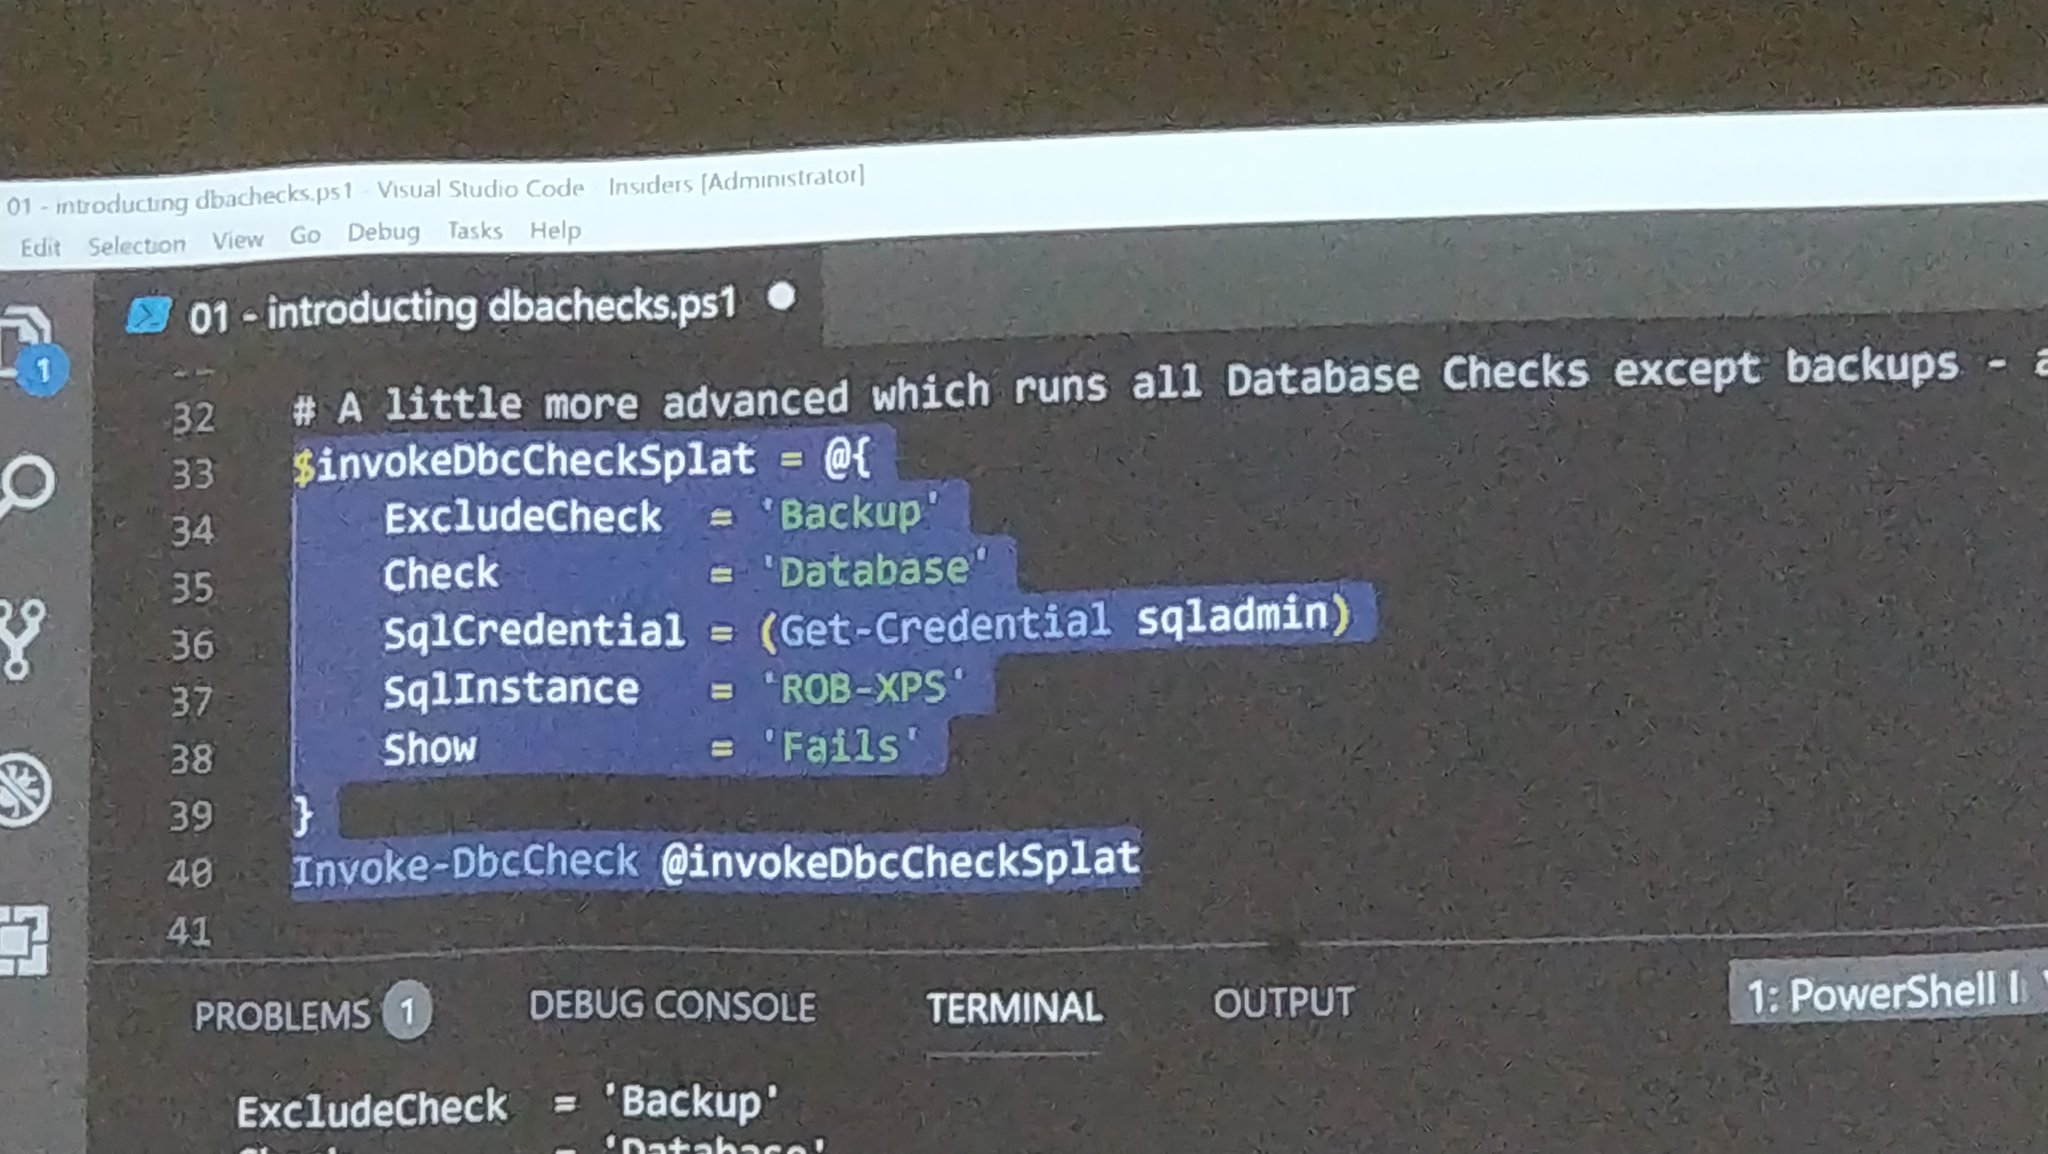 01 - introducting dbachecks.ps1 - Visual Studio Code - Insiders [Administrator]
Edit Selection View Go Debug Tasks Help
1
01 - introducting dbachecks.ps1
32 # A little more advanced which runs all Database Checks except backups - a
33 $invokeDbcCheckSplat = @{
34 ExcludeCheck = 'Backup'
35 Check = 'Database'
36 SqlCredential = (Get-Credential sqladmin)
37 SqlInstance = 'ROB-XPS'
38 Show = 'Fails'
39 }
40 Invoke-DbcCheck @invokeDbcCheckSplat
41
PROBLEMS 1 DEBUG CONSOLE TERMINAL OUTPUT 1: PowerShell I
ExcludeCheck = 'Backup'
= 'Database'